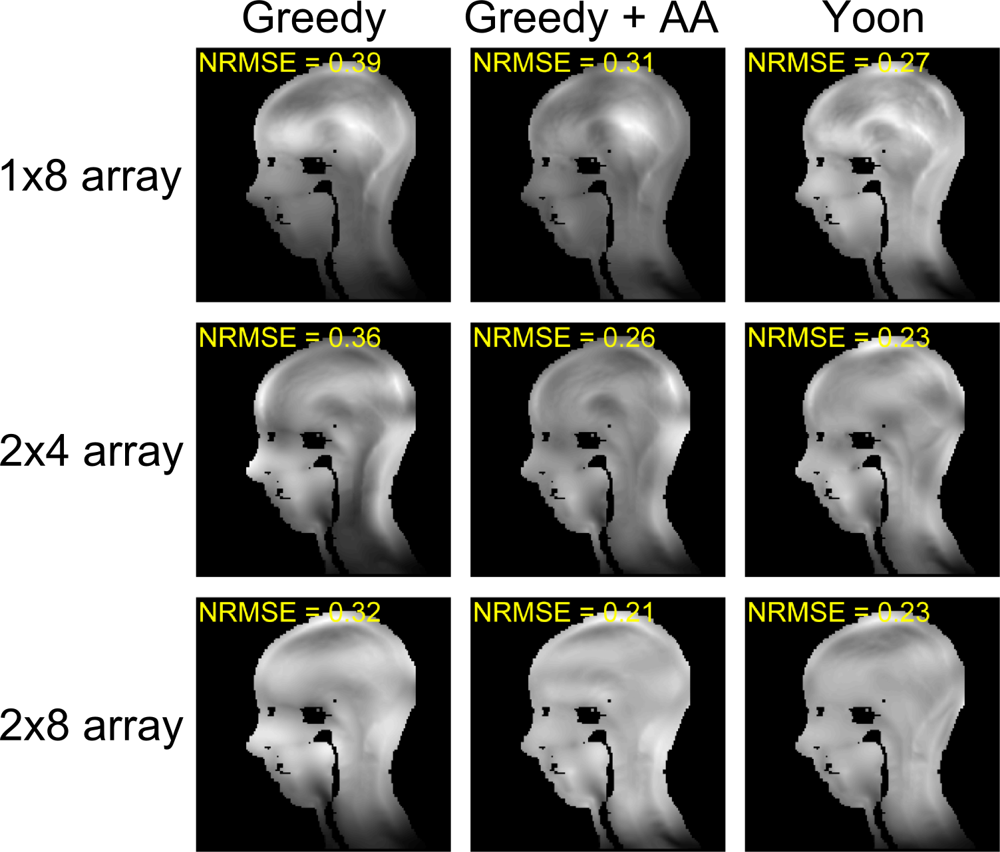 Greedy
Greedy + AA
Yoon
1x8 array
NRMSE = 0.39
NRMSE = 0.31
NRMSE = 0.27
2x4 array
NRMSE = 0.36
NRMSE = 0.26
NRMSE = 0.23
2x8 array
NRMSE = 0.32
NRMSE = 0.21
NRMSE = 0.23